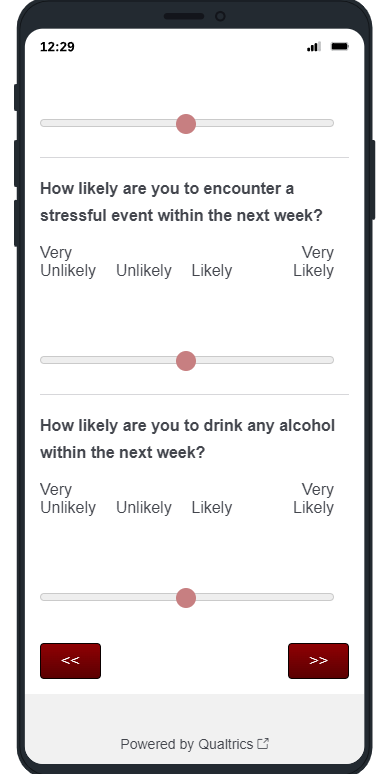 12:29
How likely are you to encounter a
stressful event within the next week?
Very Very
Unlikely Unlikely Likely Likely
How likely are you to drink any alcohol
within the next week?
Very Very
Unlikely Unlikely Likely Likely
<< >>
Powered by Qualtrics